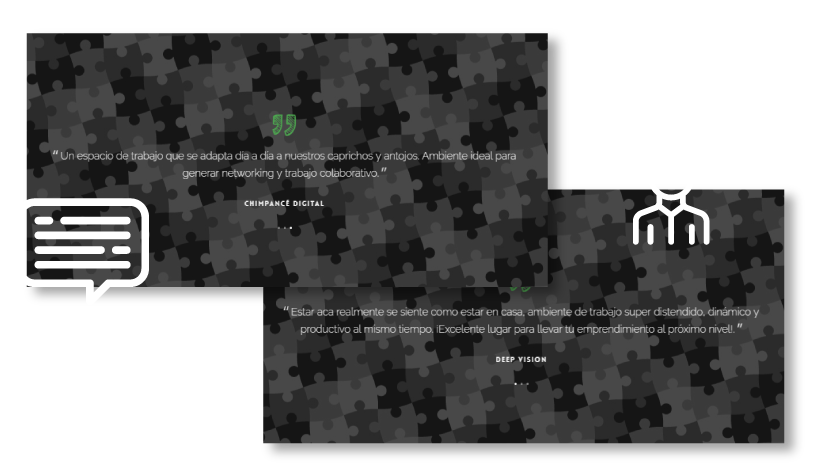 " Un espacio de trabajo que se adapta día a día a nuestros caprichos y antojos. Ambiente ideal para
generar networking y trabajo colaborativo. "
CHIMPANCÉ DIGITAL
" Estar aca realmente se siente como estar en casa, ambiente de trabajo super distendido, dinámico y
productivo al mismo tiempo. ¡Excelente lugar para llevar tú emprendimiento al próximo nivel!. "
DEEP VISION